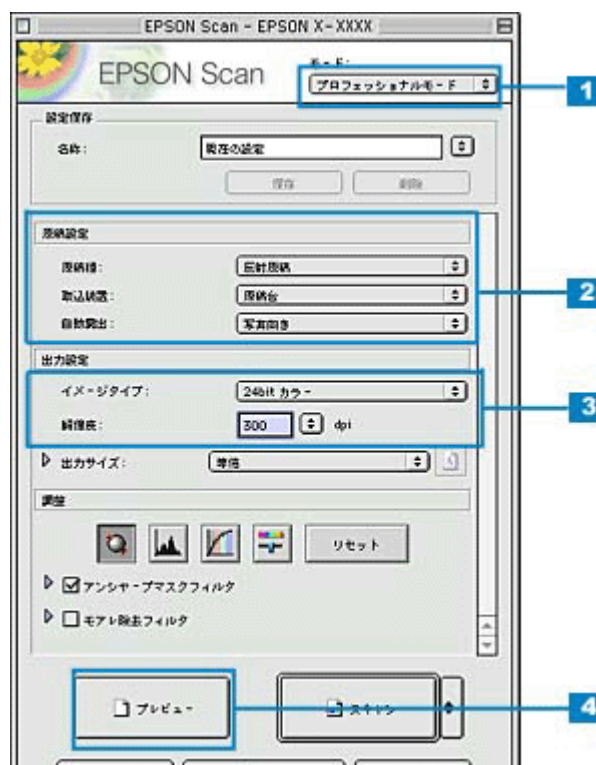 EPSON Scan - EPSON X-XXXX
EPSON Scan
モード:
プロフェッショナルモード
1
設定保存
名称:
現在の設定
保存
削除
原稿設定
原稿種:
反射原稿
取込装置:
原稿台
自動露出:
写真向き
2
出力設定
イメージタイプ:
24bit カラー
解像度:
300
dpi
3
出力サイズ:
等倍
調整
リセット
アンシャープマスクフィルタ
モアレ除去フィルタ
プレビュー
スキャン
4